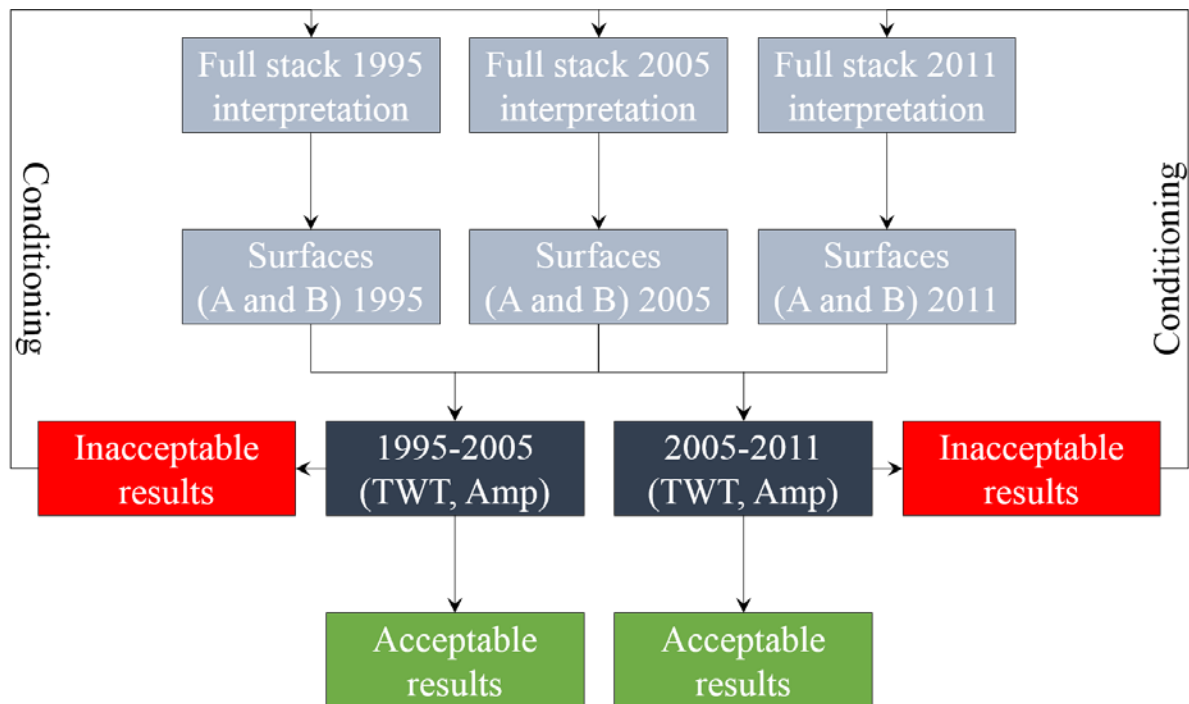 Full stack 1995
interpretation
Full stack 2005
interpretation
Full stack 2011
interpretation
Conditioning
Conditioning
Surfaces
(A and B) 1995
Surfaces
(A and B) 2005
Surfaces
(A and B) 2011
Inacceptable
results
1995-2005
(TWT, Amp)
2005-2011
(TWT, Amp)
Inacceptable
results
Acceptable
results
Acceptable
results